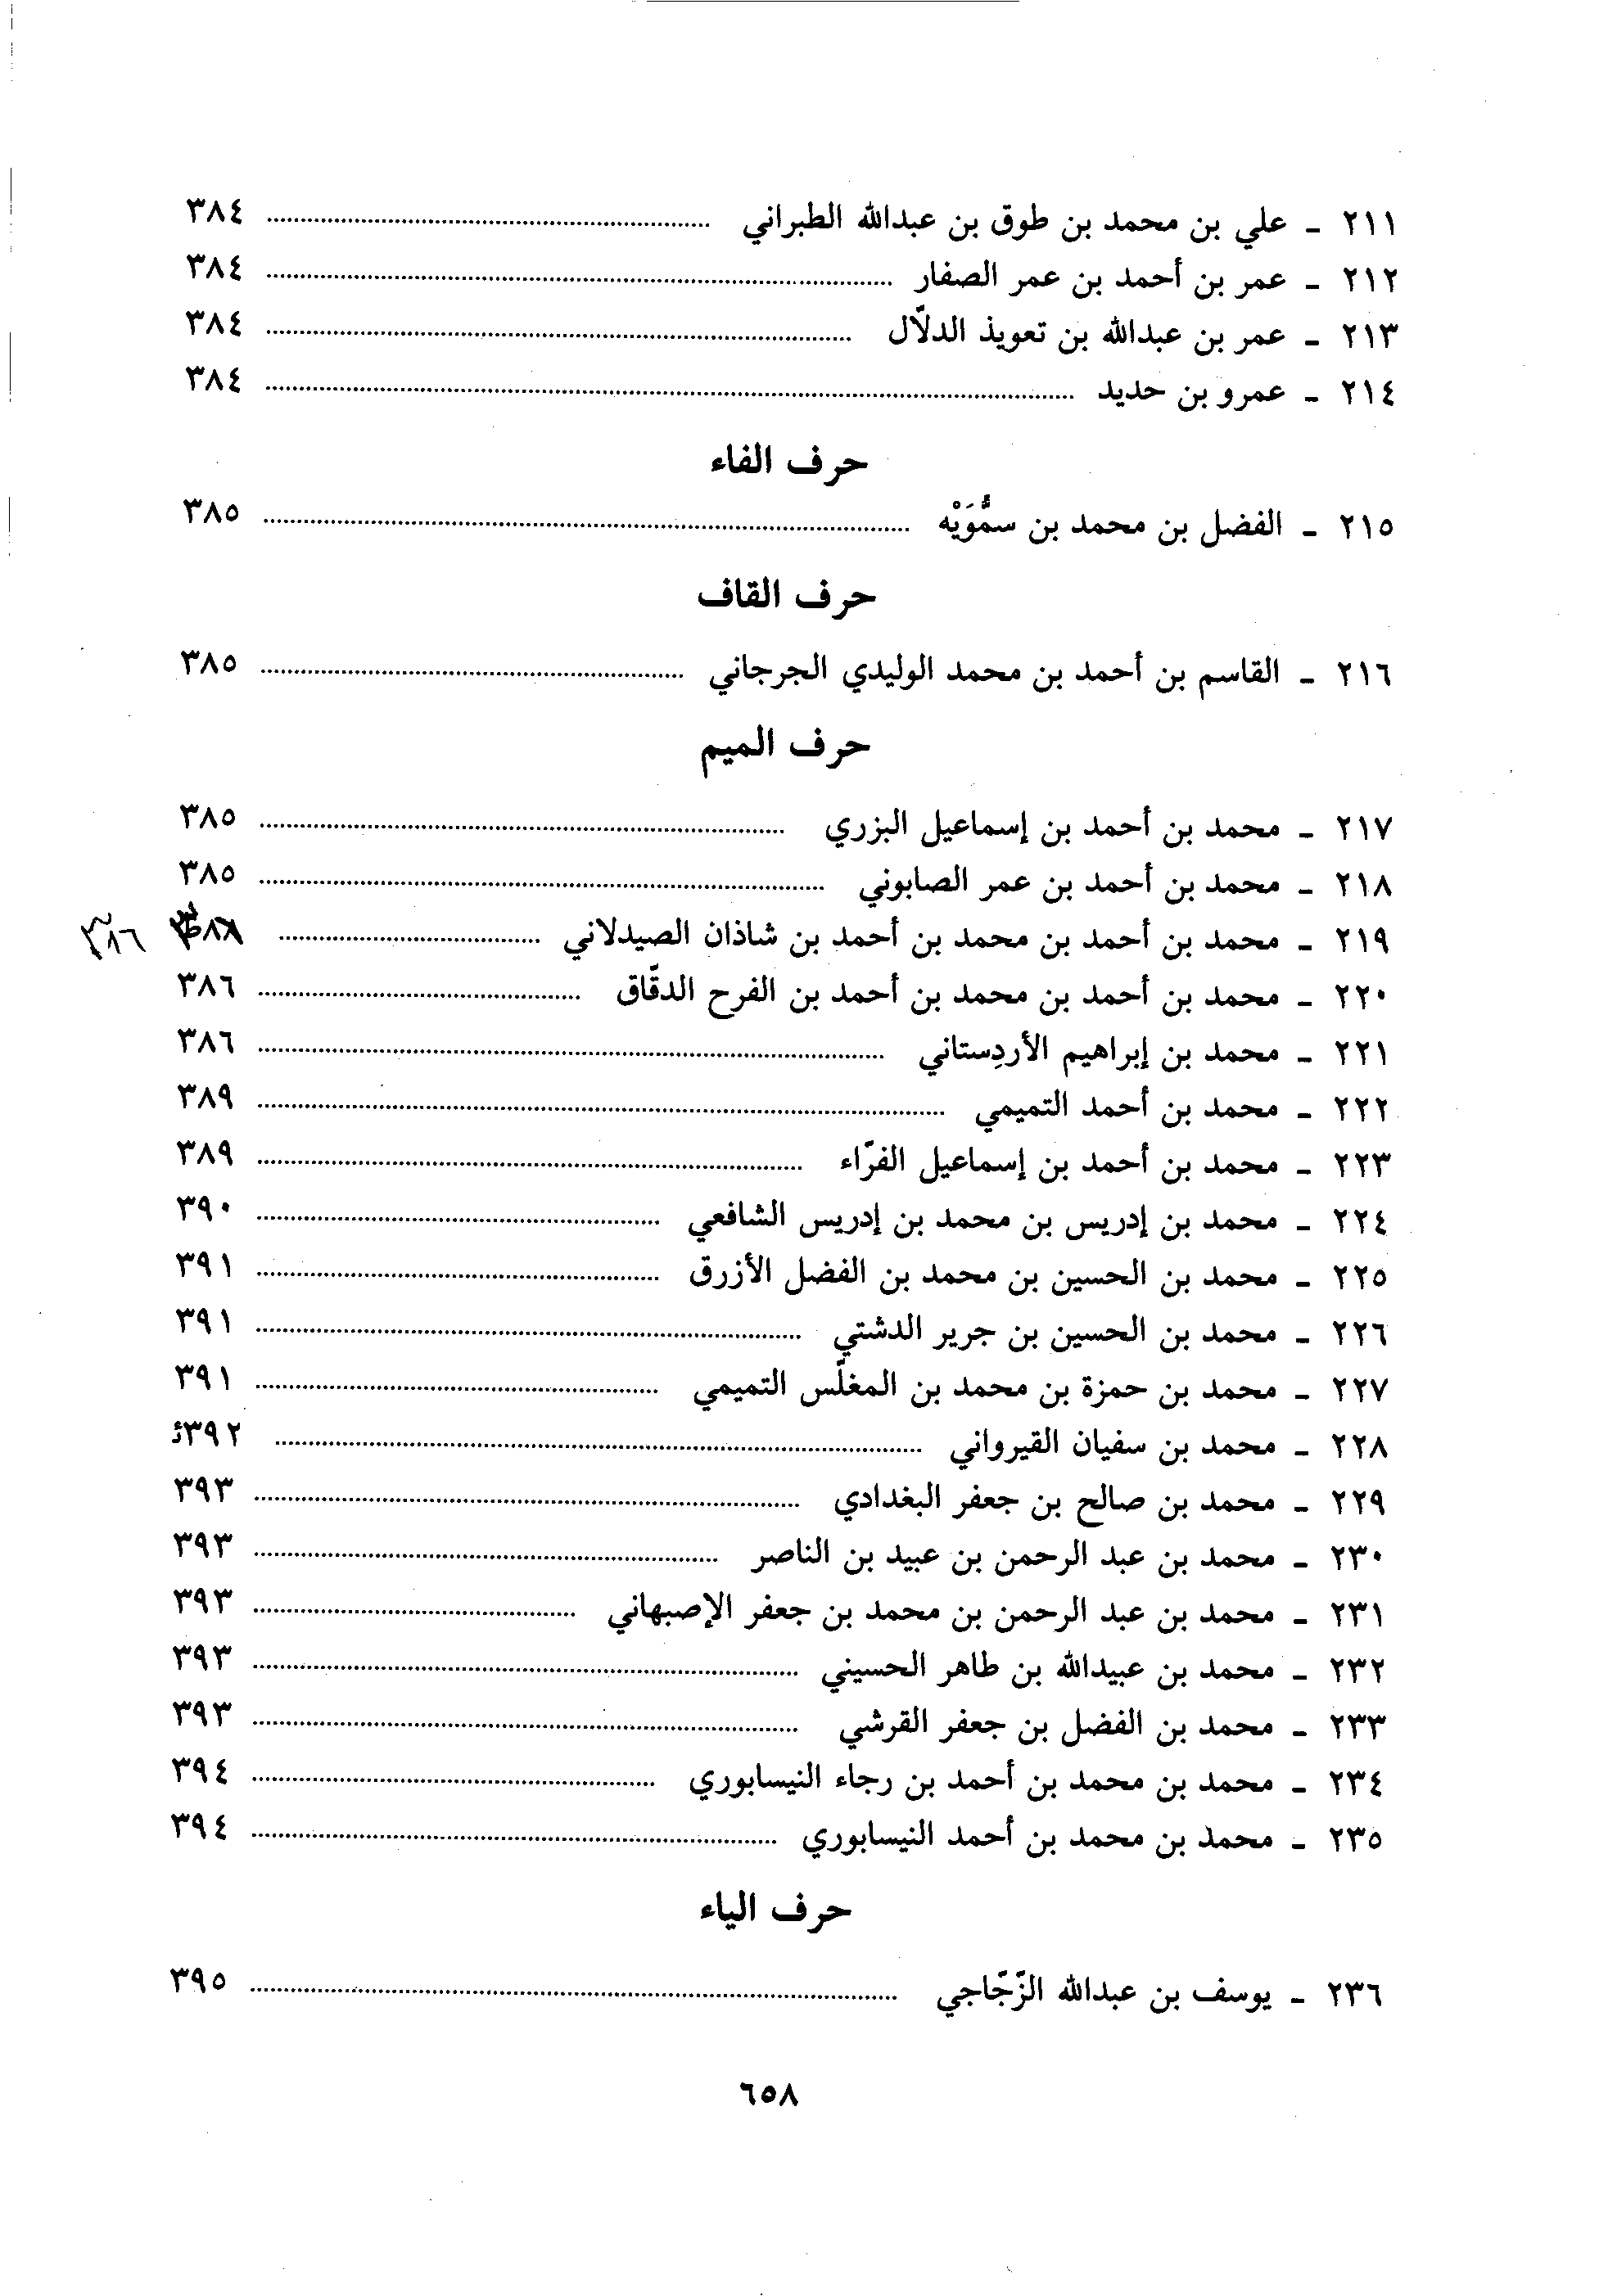 ٢١١ ـ علي بن محمد بن طوق بن عبدالله الطبراني ........ ٣٨٤
٢١٢ ـ عمر بن أحمد بن عمر الصفار ........ ٣٨٤
٢١٣ ـ عمر بن عبدالله بن تعويذ الدلّال ........ ٣٨٤
٢١٤ ـ عمرو بن حديد ........ ٣٨٤
حرف الفاء
٢١٥ ـ الفضل بن محمد بن سمُّوَيْه ........ ٣٨٥
حرف القاف
٢١٦ ـ القاسم بن أحمد بن محمد الوليدي الجرجاني ........ ٣٨٥
حرف الميم
٢١٧ ـ محمد بن أحمد بن إسماعيل البزري ........ ٣٨٥
٢١٨ ـ محمد بن أحمد بن عمر الصابوني ........ ٣٨٥
٢١٩ ـ محمد بن أحمد بن محمد بن أحمد بن شاذان الصيدلاني ........ ٣٨٦
٢٢٠ ـ محمد بن أحمد بن محمد بن أحمد بن الفرح الدقّاق ........ ٣٨٦
٢٢١ ـ محمد بن إبراهيم الأردِستاني ........ ٣٨٦
٢٢٢ ـ محمد بن أحمد التميمي ........ ٣٨٩
٢٢٣ ـ محمد بن أحمد بن إسماعيل الفرّاء ........ ٣٨٩
٢٢٤ ـ محمد بن إدريس بن محمد بن إدريس الشافعي ........ ٣٩٠
٢٢٥ ـ محمد بن الحسين بن محمد بن الفضل الأزرق ........ ٣٩١
٢٢٦ ـ محمد بن الحسين بن جرير الدشتي ........ ٣٩١
٢٢٧ ـ محمد بن حمزة بن محمد بن المغلّس التميمي ........ ٣٩١
٢٢٨ ـ محمد بن سفيان القيرواني ........ ٣٩٢
٢٢٩ ـ محمد بن صالح بن جعفر البغدادي ........ ٣٩٣
٢٣٠ ـ محمد بن عبد الرحمن بن عبيد بن الناصر ........ ٣٩٣
٢٣١ ـ محمد بن عبد الرحمن بن محمد بن جعفر الإصبهاني ........ ٣٩٣
٢٣٢ ـ محمد بن عبيدالله بن طاهر الحسيني ........ ٣٩٣
٢٣٣ ـ محمد بن الفضل بن جعفر القرشي ........ ٣٩٣
٢٣٤ ـ محمد بن محمد بن أحمد بن رجاء النيسابوري ........ ٣٩٤
٢٣٥ ـ محمد بن محمد بن أحمد النيسابوري ........ ٣٩٤
حرف الياء
٢٣٦ ـ يوسف بن عبدالله الزّجّاجي ........ ٣٩٥
٦٥٨